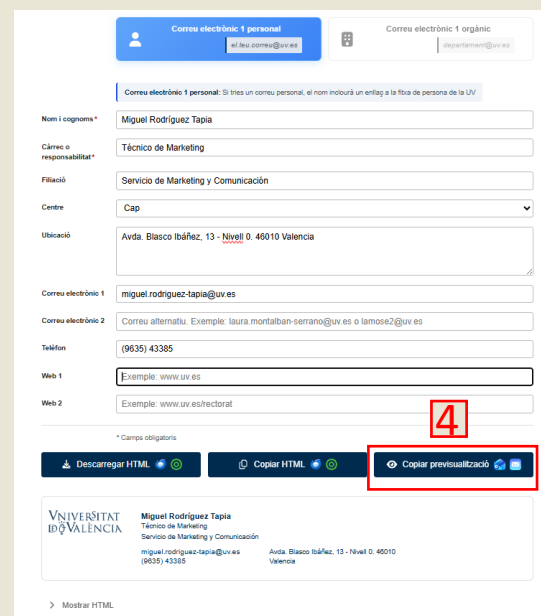 Correu electrònic 1 personal
el.teu.correu@uv.es
Correu electrònic 1 orgànic
departament@uv.es
Correu electrònic 1 personal: Si tries un correu personal, el nom inclourà un enllaç a la fitxa de persona de la UV
Nom i cognoms *
Miguel Rodríguez Tapia
Càrrec o
responsabilitat *
Técnico de Marketing
Filiació
Servicio de Marketing y Comunicación
Centre
Cap
Ubicació
Avda. Blasco Ibáñez, 13 - Nivell 0. 46010 Valencia
Correu electrònic 1
miguel.rodriguez-tapia@uv.es
Correu electrònic 2
Correu alternatiu. Exemple: laura.montalban-serrano@uv.es o lamose2@uv.es
Telèfon
(9635) 43385
Web 1
Exemple: www.uv.es
Web 2
Exemple: www.uv.es/rectorat
4
* Camps obligatoris
Descarregar HTML
Copiar HTML
Copiar previsualització
VNIVERSITAT
ID VALÈNCIA
Miguel Rodríguez Tapia
Técnico de Marketing
Servicio de Marketing y Comunicación
miguel.rodriguez-tapia@uv.es
(9635) 43385
Avda. Blasco Ibáñez, 13 - Nivell 0. 46010
Valencia
> Mostrar HTML